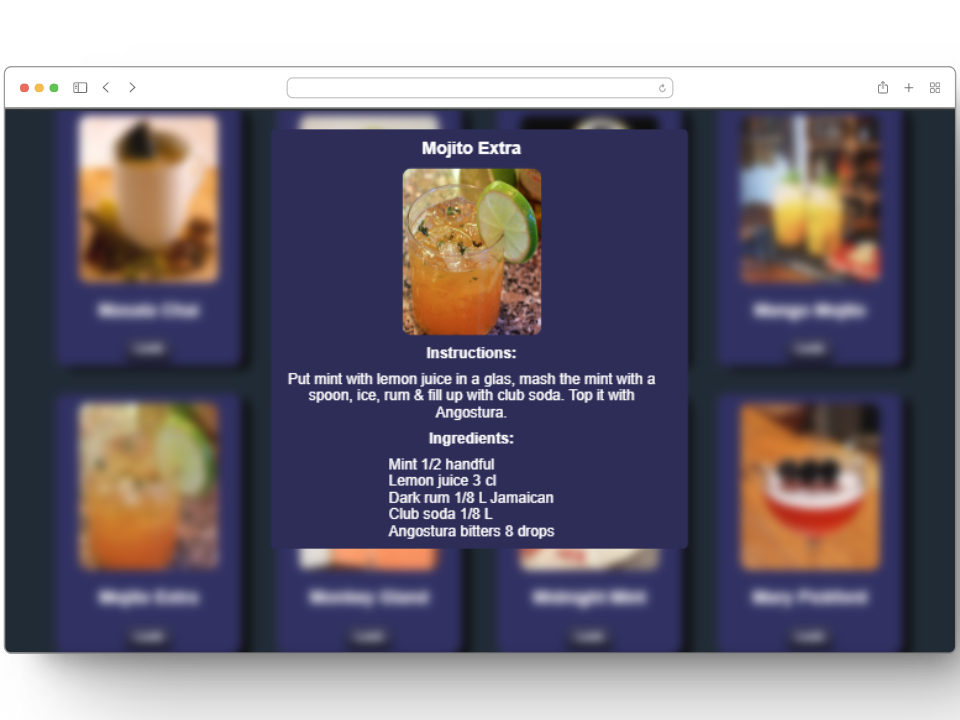 Mojito Extra
Instructions:
Put mint with lemon juice in a glas, mash the mint with a
spoon, ice, rum & fill up with club soda. Top it with
Angostura.
Ingredients:
Mint 1/2 handful
Lemon juice 3 cl
Dark rum 1/8 L Jamaican
Club soda 1/8 L
Angostura bitters 8 drops
Masala Chai
Mango Mojito
Mojito Extra
Monkey Gland
Midnight Mint
Mary Pickford